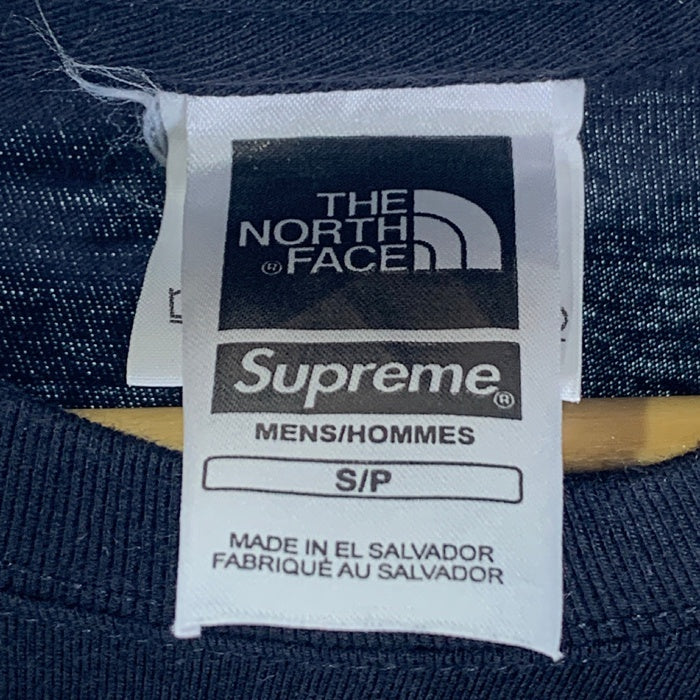 THE
NORTH
® FACE
Supreme®
MENS/HOMMES
S/P
MADE IN EL SALVADOR
FABRIQUÉ AU SALVADOR